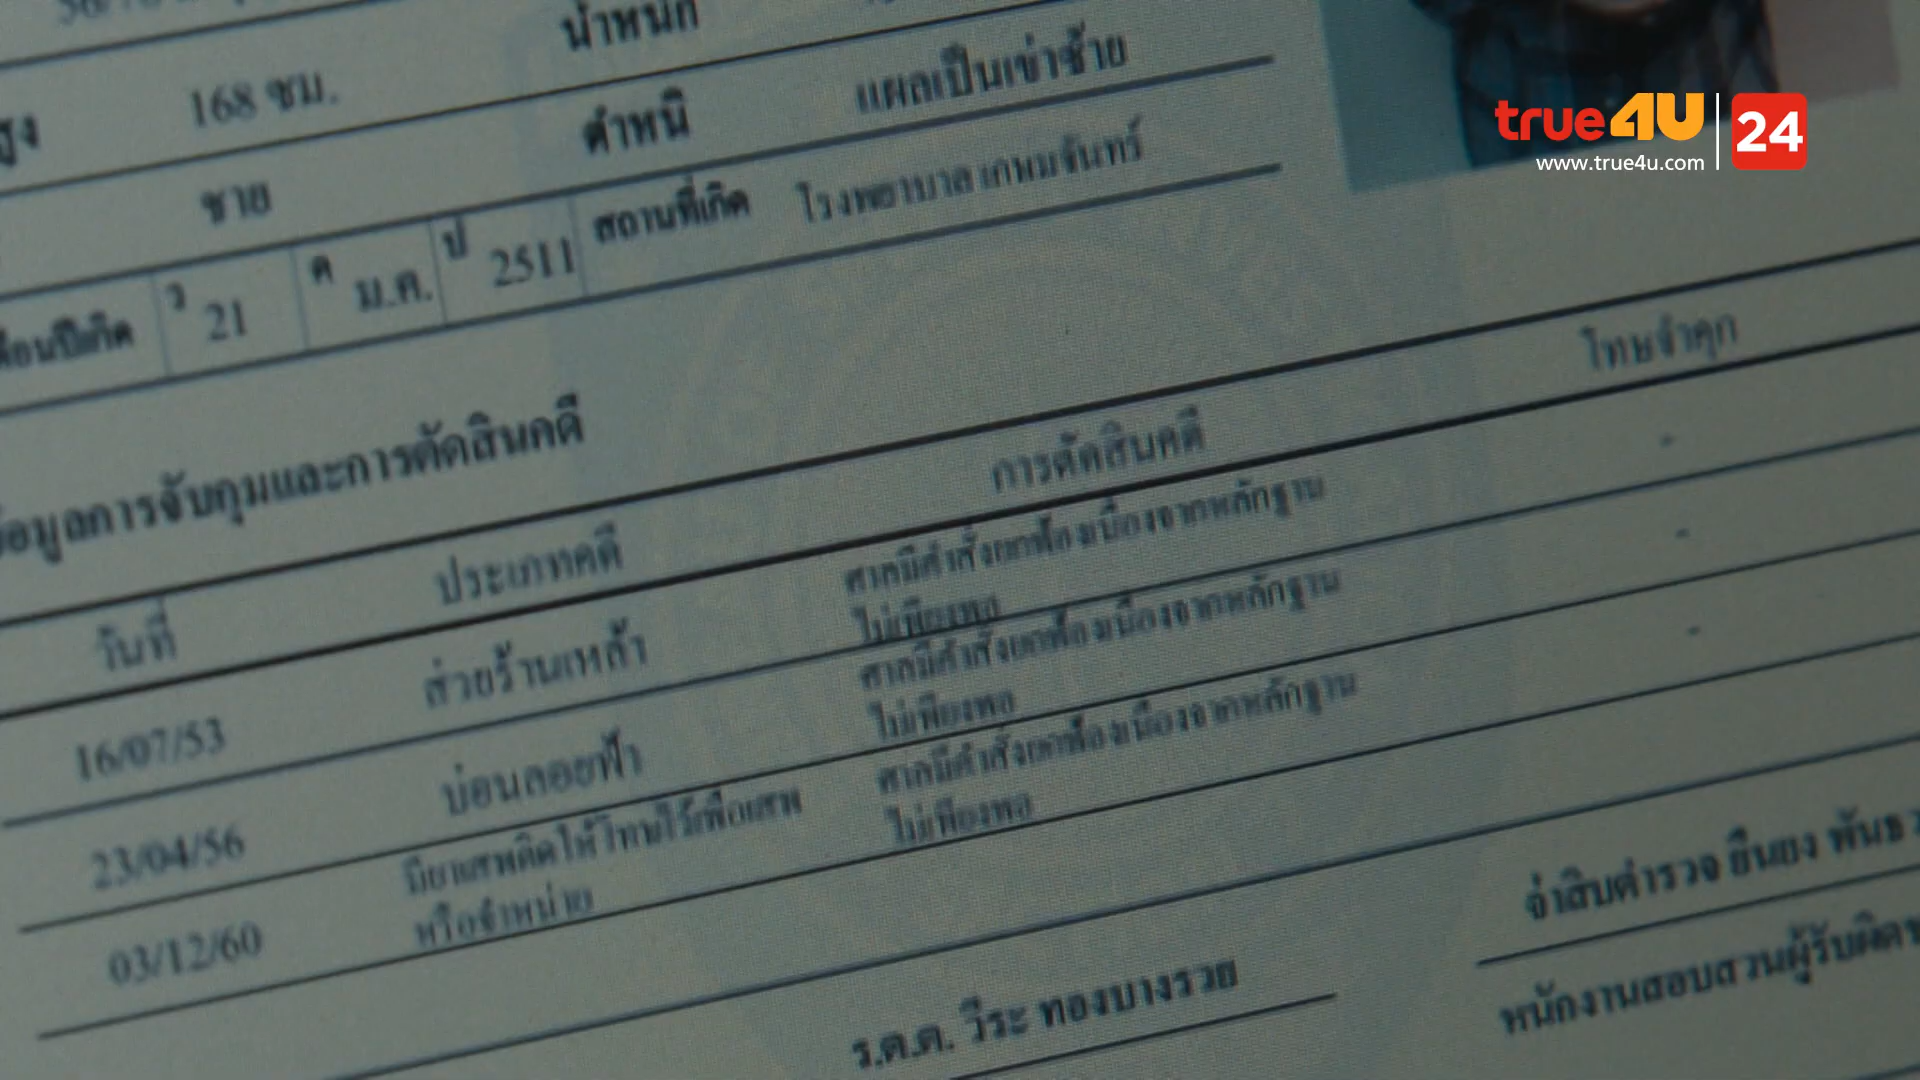 น้ำหนัก
168 ซม.
ตำหนิ
แผลเป็นเข่าซ้าย
ชาย
สถานที่เกิด
โรงพยาบาลเกษมจันทร์
ว
21
ด
ม.ค.
ป
2511
ข้อมูลการจับกุมและการตัดสินคดี
วันที่
ประเภทคดี
การตัดสินคดี
โทษจำคุก
16/07/53
ส่วยร้านเหล้า
ศาลมีคำสั่งยกฟ้องเนื่องจากหลักฐาน
ไม่เพียงพอ
-
23/04/56
บ่อนลอยฟ้า
ศาลมีคำสั่งยกฟ้องเนื่องจากหลักฐาน
ไม่เพียงพอ
-
03/12/60
มียาเสพติดให้โทษไว้เพื่อเสพ
หรือจำหน่าย
ศาลมีคำสั่งยกฟ้องเนื่องจากหลักฐาน
ไม่เพียงพอ
-
ร.ต.ต. วีระ ทองบางรวย
จ่าสิบตำรวจ ยืนยง
พนักงานสอบสวนผู้รับผิดช
true4U 24
www.true4u.com